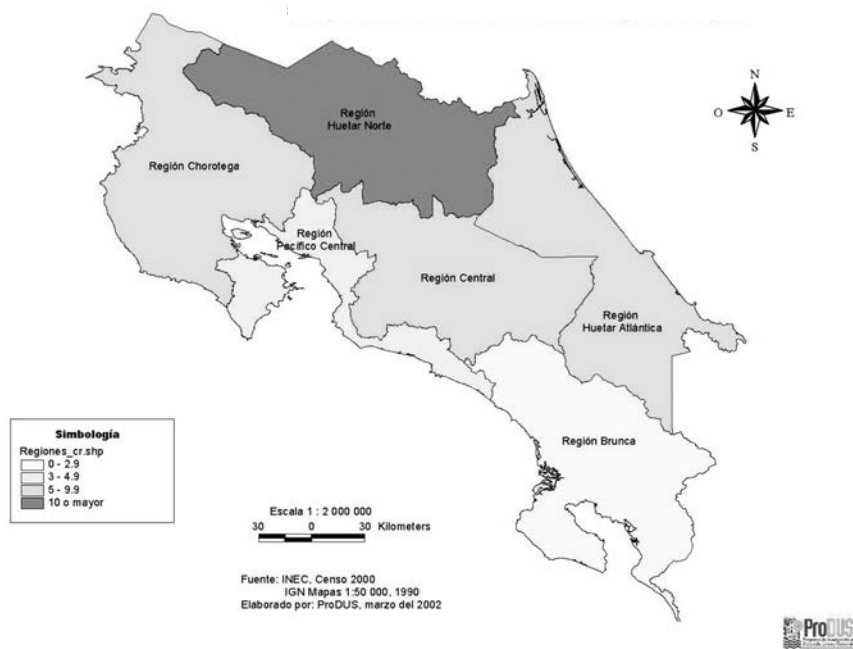 N
O
E
S
Región
Huetar Norte
Región Chorotega
Región
Pacífico Central
Región Central
Región
Huetar Atlántica
Región Brunca
Simbología
Regiones_cr.shp
0 - 2.9
3 - 4.9
5 - 9.9
10 o mayor
Escala 1 : 2 000 000
30 0 30 Kilometers
Fuente: INEC, Censo 2000
IGN Mapas 1:50 000, 1990
Elaborado por: ProDUS, marzo del 2002
ProDUS